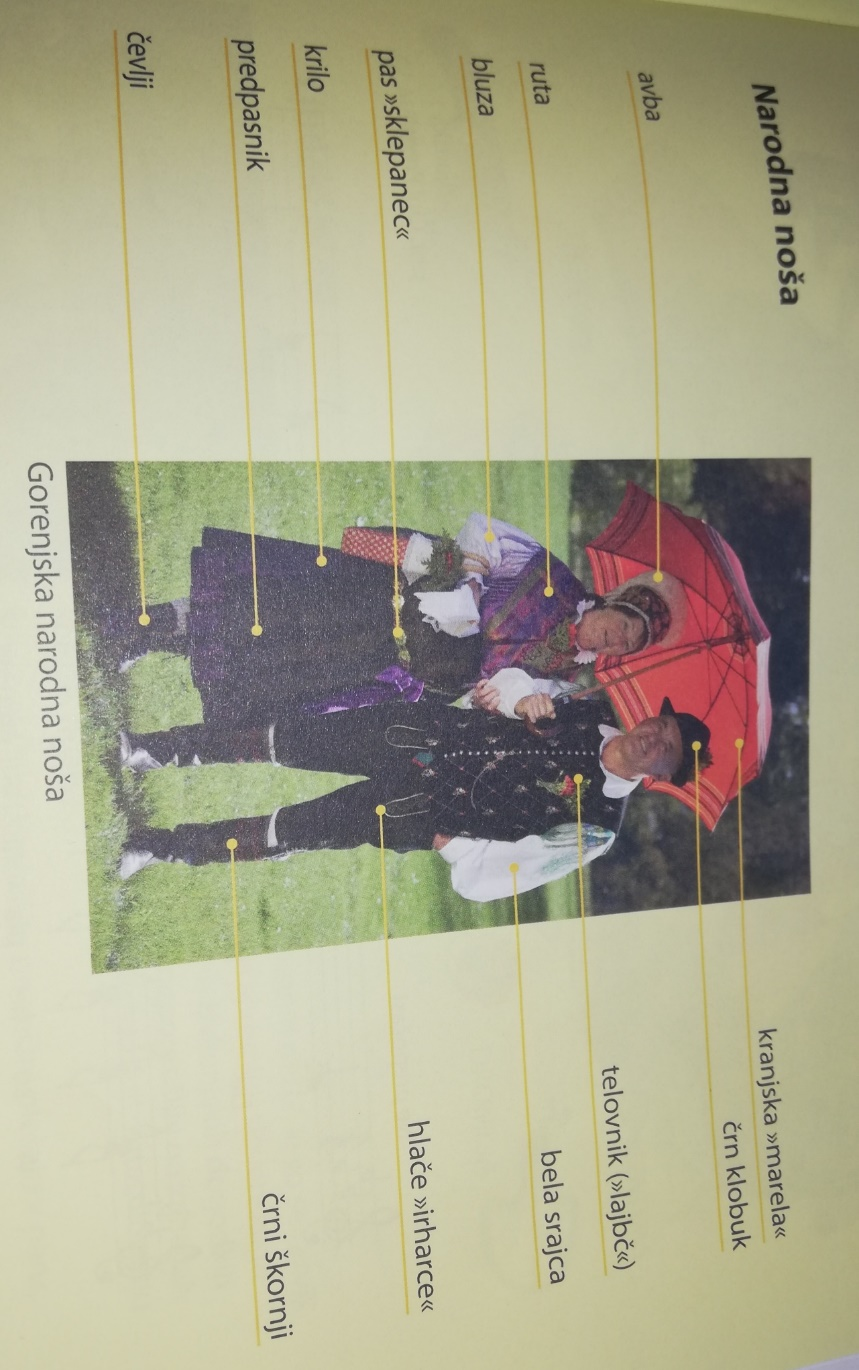 Narodna noša
avba
ruta
bluza
pas »sklepanec«
krilo
predpasnik
čevlji
kranjska »marela«
črn klobuk
telovnik (»lajbč«)
bela srajca
hlače »irharce«
črni škornji
Gorenjska narodna noša